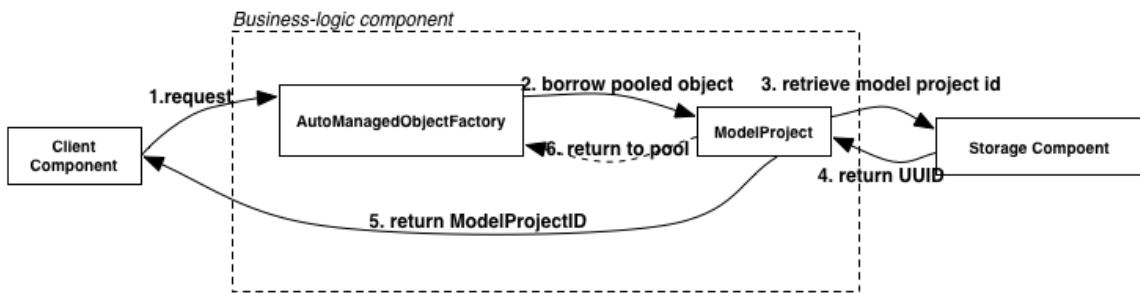 Business-logic component
1.request
2. borrow pooled object
3. retrieve model project id
AutoManagedObjectFactory
ModelProject
Client
Component
6. return to pool
Storage Compoent
4. return UUID
5. return ModelProjectID